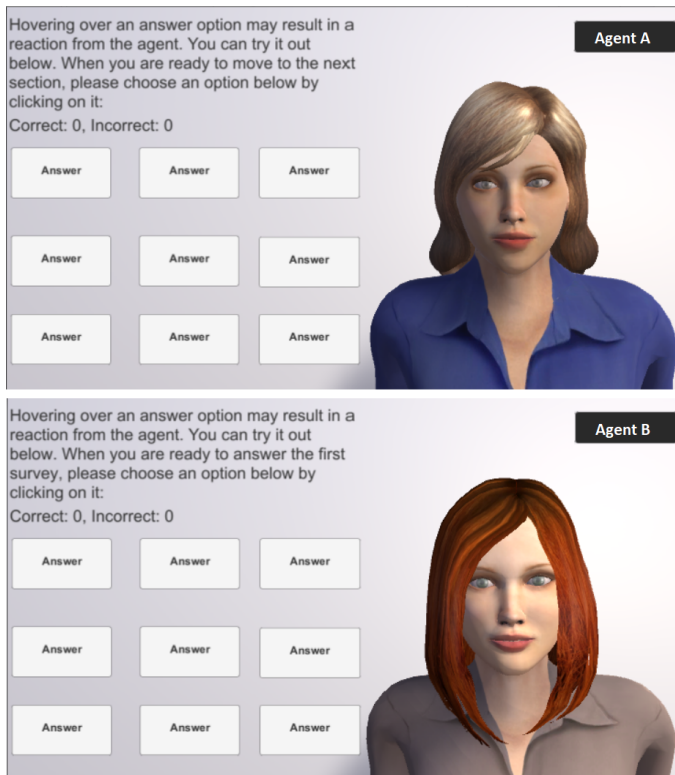 Hovering over an answer option may result in a
reaction from the agent. You can try it out
below. When you are ready to move to the next
section, please choose an option below by
clicking on it:
Correct: 0, Incorrect: 0
Agent A
Answer Answer Answer
Answer Answer Answer
Answer Answer Answer
Hovering over an answer option may result in a
reaction from the agent. You can try it out
below. When you are ready to answer the first
survey, please choose an option below by
clicking on it:
Correct: 0, Incorrect: 0
Agent B
Answer Answer Answer
Answer Answer Answer
Answer Answer Answer